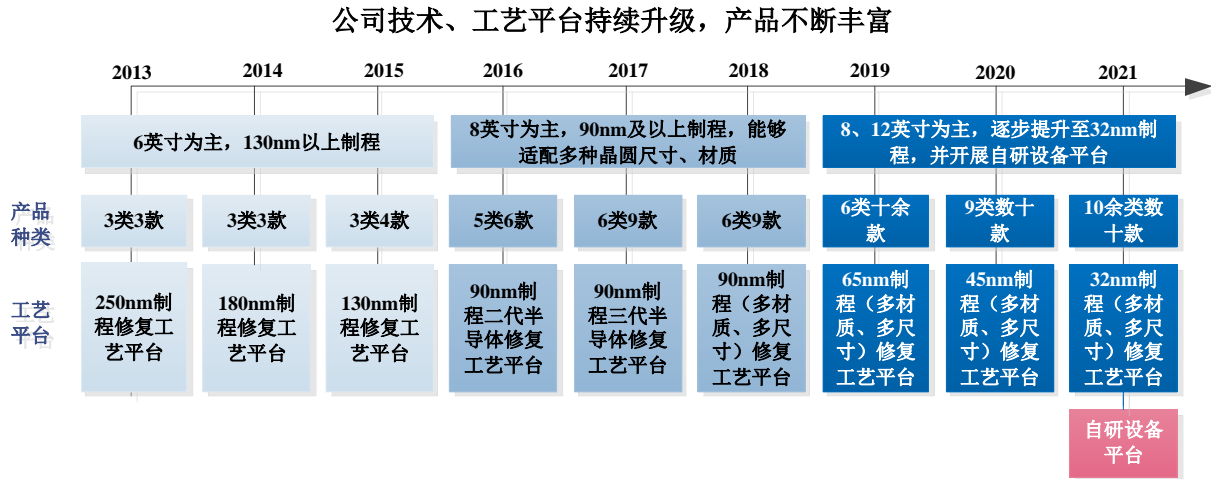 公司技术、工艺平台持续升级，产品不断丰富
2013
2014
2015
2016
2017
2018
2019
2020
2021
6英寸为主，130nm以上制程
8英寸为主，90nm及以上制程，能够
适配多种晶圆尺寸、材质
8、12英寸为主，逐步提升至32nm制
程，并开展自研设备平台
产品
种类
3类3款
3类3款
3类4款
5类6款
6类9款
6类9款
6类十余
款
9类数十
款
10余类数
十款
工艺
平台
250nm制
程修复工
艺平台
180nm制
程修复工
艺平台
130nm制
程修复工
艺平台
90nm制
程二代半
导体修复
工艺平台
90nm制
程三代半
导体修复
工艺平台
90nm制
程（多材
质、多尺
寸）修复
工艺平台
65nm制
程（多材
质、多尺
寸）修复
工艺平台
45nm制
程（多材
质、多尺
寸）修复
工艺平台
32nm制
程（多材
质、多尺
寸）修复
工艺平台
自研设备
平台